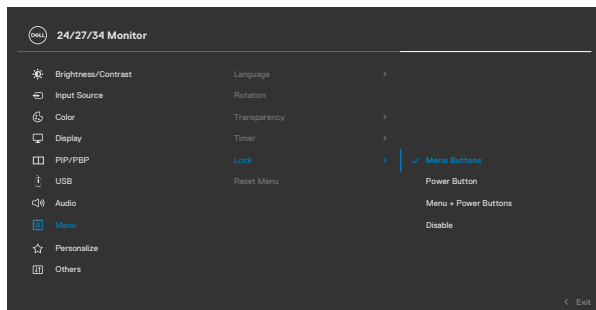 DELL 24/27/34 Monitor
Brightness/Contrast Language
Input Source Rotation
Color Transparency
Display Timer
PIP/PBP Lock Menu Buttons
USB Reset Menu Power Button
Audio Menu + Power Buttons
Menu Disable
Personalize
Others
Exit